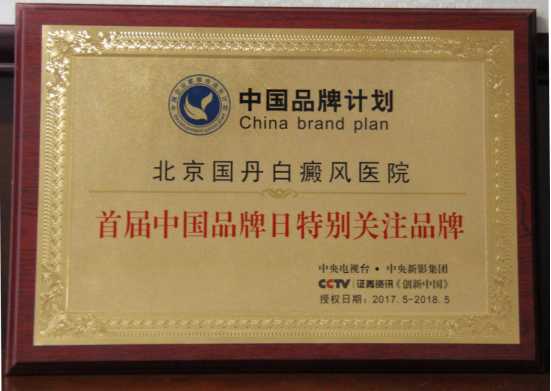 中国品牌计划
China brand plan
北京国丹白癜风医院
首届中国品牌日特别关注品牌
中央电视台·中央新影集团
CCTV 证券资讯《创新中国》
授权日期：2017.5-2018.5